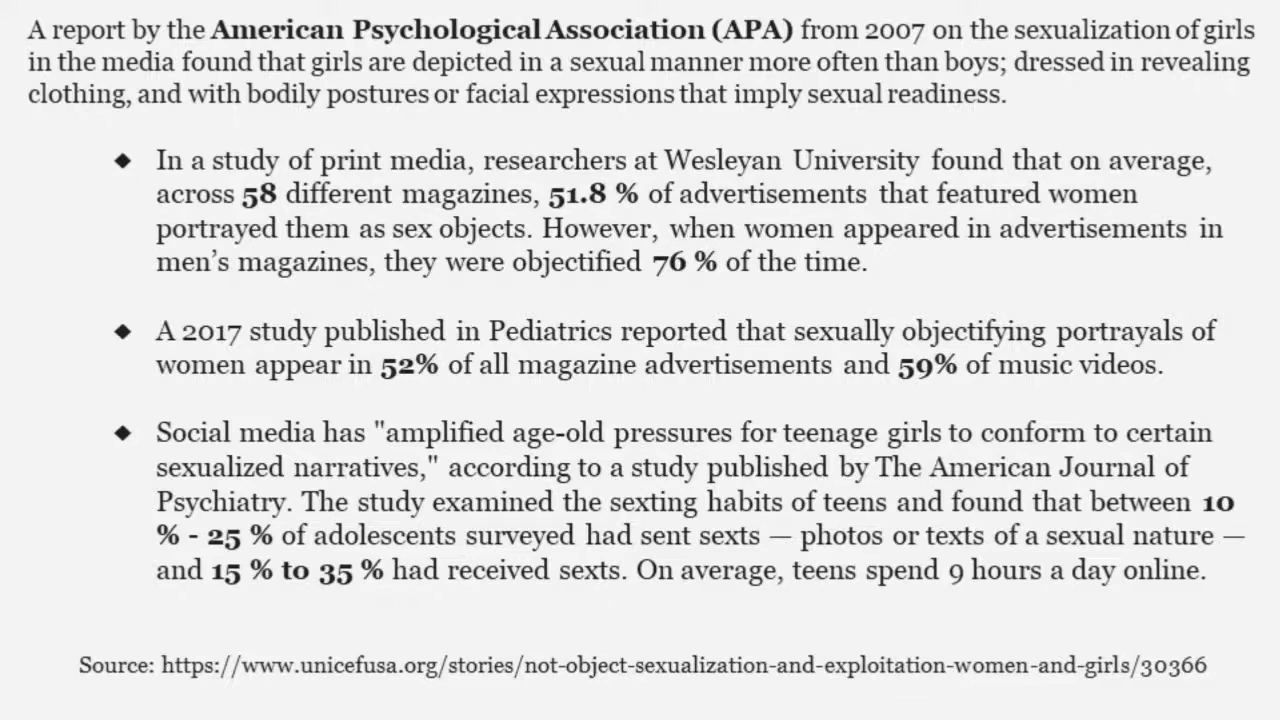 A report by the American Psychological Association (APA) from 2007 on the sexualization of girls
in the media found that girls are depicted in a sexual manner more often than boys; dressed in revealing
clothing, and with bodily postures or facial expressions that imply sexual readiness.
◆ In a study of print media, researchers at Wesleyan University found that on average,
across 58 different magazines, 51.8 % of advertisements that featured women
portrayed them as sex objects. However, when women appeared in advertisements in
men’s magazines, they were objectified 76 % of the time.
◆ A 2017 study published in Pediatrics reported that sexually objectifying portrayals of
women appear in 52% of all magazine advertisements and 59% of music videos.
◆ Social media has "amplified age-old pressures for teenage girls to conform to certain
sexualized narratives," according to a study published by The American Journal of
Psychiatry. The study examined the sexting habits of teens and found that between 10
% - 25 % of adolescents surveyed had sent sexts — photos or texts of a sexual nature —
and 15 % to 35 % had received sexts. On average, teens spend 9 hours a day online.
Source: https://www.unicefusa.org/stories/not-object-sexualization-and-exploitation-women-and-girls/30366